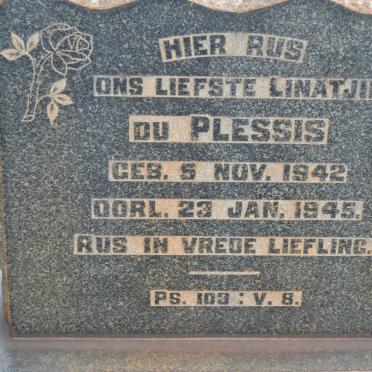 HIER RUS
ONS LIEFSTE LINATJIE
DU PLESSIS
GEB. 5 NOV. 1942
OORL. 23 JAN. 1945.
RUS IN VREDE LIEFLING.
PS. 103 : V. 8.